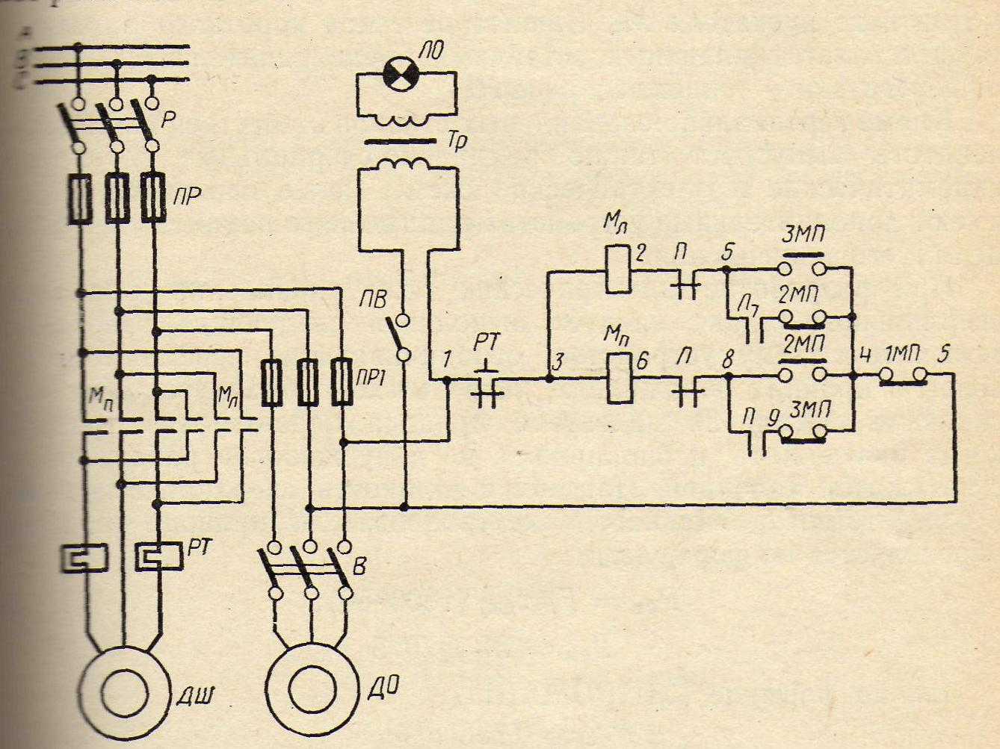 ЛО
Р
Тр
ПР
Мл
2
П
5
3МП
ПВ
Л7
2МП
РТ
Мп
2МП
1
3
6
П
8
4
1МП
5
ПР1
Мп
Мл
П
9
3МП
РТ
В
ДШ
ДО